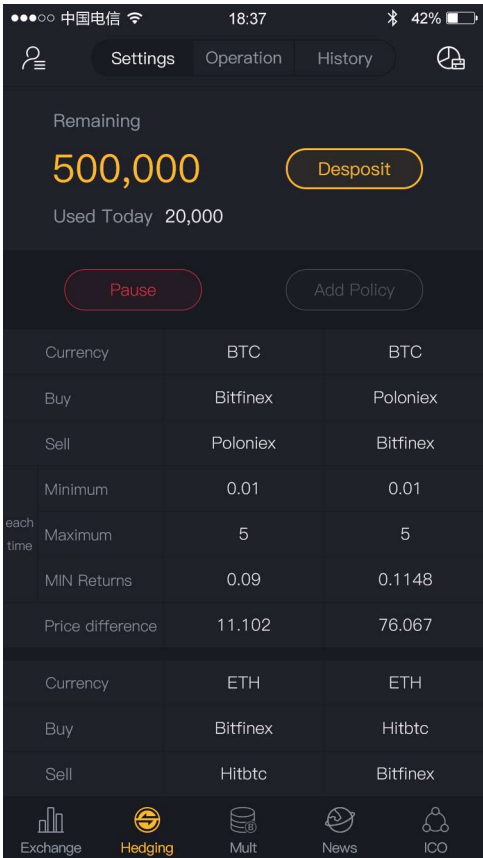 中国电信 18:37 42%
Settings Operation History
Remaining
500,000 Desposit
Used Today 20,000
Pause Add Policy
Currency BTC BTC
Buy Bitfinex Poloniex
Sell Poloniex Bitfinex
each time
Minimum 0.01 0.01
Maximum 5 5
MIN Returns 0.09 0.1148
Price difference 11.102 76.067
Currency ETH ETH
Buy Bitfinex Hitbtc
Sell Hitbtc Bitfinex
Exchange Hedging Mult News ICO